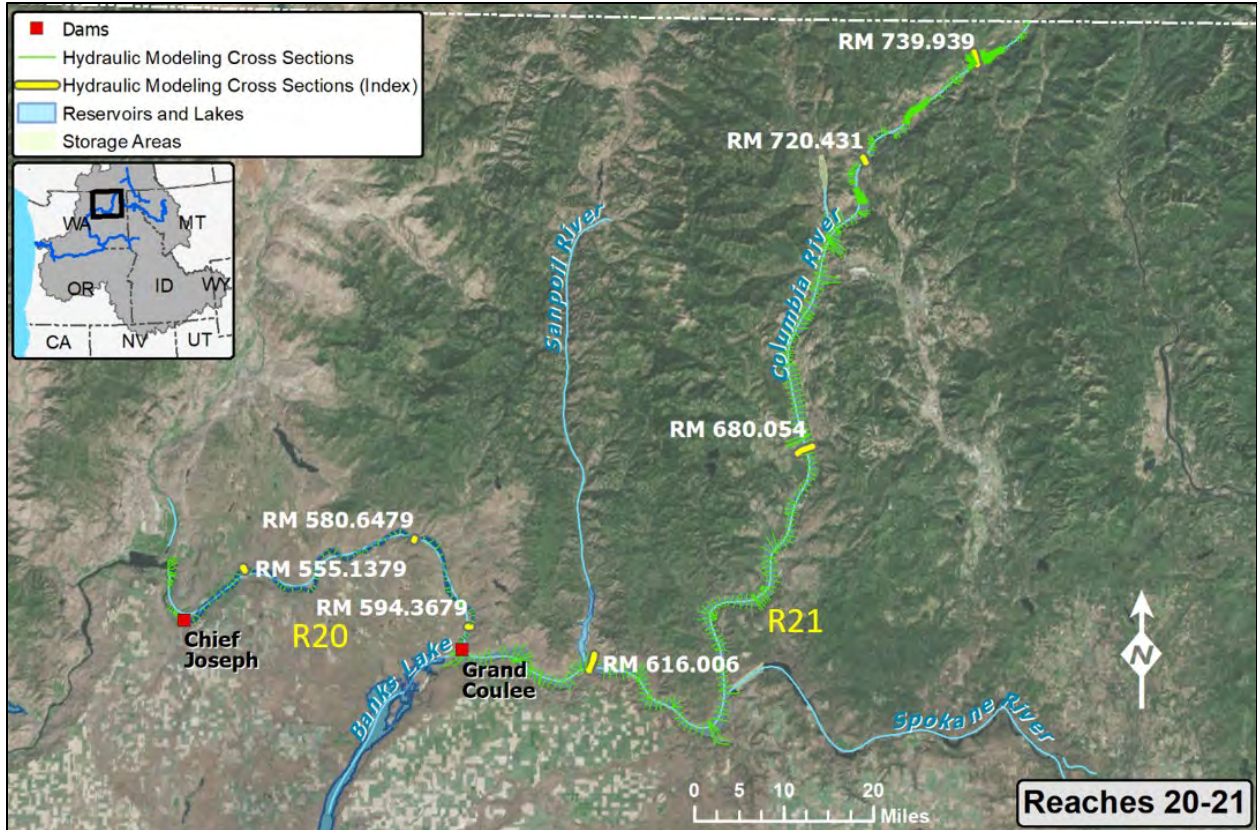 Dams
Hydraulic Modeling Cross Sections
Hydraulic Modeling Cross Sections (Index)
Reservoirs and Lakes
Storage Areas
WA
MT
OR
ID
WY
CA
NV
UT
RM 739.939
RM 720.431
Sanpoil River
Columbia River
RM 680.054
RM 580.6479
RM 555.1379
RM 594.3679
R20
R21
Chief
Joseph
Banks Lake
Grand
Coulee
RM 616.006
Spokane River
N
0 5 10 20
Miles
Reaches 20-21